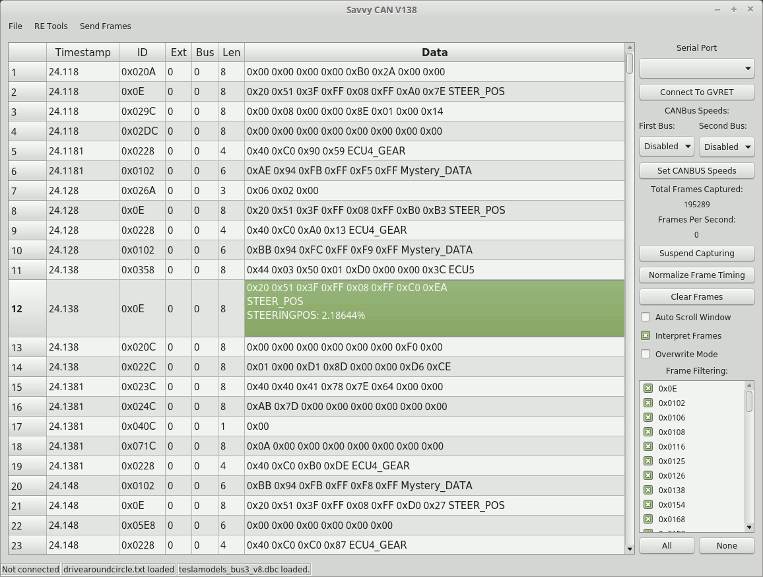 Savvy CAN V138
File RE Tools Send Frames
Timestamp ID Ext Bus Len Data
1 24.118 0x020A 0 0 8 0x00 0x00 0x00 0x00 0xB0 0x2A 0x00 0x00
2 24.118 0x0E 0 0 8 0x20 0x51 0x3F 0xFF 0x08 0xFF 0xA0 0x7E STEER_POS
3 24.118 0x029C 0 0 8 0x00 0x08 0x00 0x00 0x8E 0x01 0x00 0x14
4 24.118 0x02DC 0 0 8 0x00 0x00 0x00 0x00 0x00 0x00 0x00 0x00
5 24.1181 0x0228 0 0 4 0x40 0xC0 0x90 0x59 ECU4_GEAR
6 24.1181 0x0102 0 0 6 0xAE 0x94 0xFB 0xFF 0xF5 0xFF Mystery_DATA
7 24.128 0x026A 0 0 3 0x06 0x02 0x00
8 24.128 0x0E 0 0 8 0x20 0x51 0x3F 0xFF 0x08 0xFF 0xB0 0xB3 STEER_POS
9 24.128 0x0228 0 0 4 0x40 0xC0 0xA0 0x13 ECU4_GEAR
10 24.128 0x0102 0 0 6 0xBB 0x94 0xFC 0xFF 0xF9 0xFF Mystery_DATA
11 24.138 0x0358 0 0 8 0x44 0x03 0x50 0x01 0xD0 0x00 0x00 0x3C ECU5
12 24.138 0x0E 0 0 8 0x20 0x51 0x3F 0xFF 0x08 0xFF 0xC0 0xEA
STEER_POS
STEERINGPOS: 2.18644%
13 24.138 0x020C 0 0 8 0x00 0x00 0x00 0x00 0x00 0x00 0xF0 0x00
14 24.138 0x022C 0 0 8 0x01 0x00 0xD1 0x8D 0x00 0x00 0xD6 0xCE
15 24.1381 0x023C 0 0 8 0x40 0x40 0x41 0x78 0x7E 0x64 0x00 0x00
16 24.1381 0x024C 0 0 8 0xAB 0x7D 0x00 0x00 0x00 0x00 0x00 0x00
17 24.1381 0x040C 0 0 1 0x00
18 24.1381 0x071C 0 0 8 0x0A 0x00 0x00 0x00 0x00 0x00 0x00 0x00
19 24.1381 0x0228 0 0 4 0x40 0xC0 0xB0 0xDE ECU4_GEAR
20 24.148 0x0102 0 0 6 0xBB 0x94 0xFB 0xFF 0xF8 0xFF Mystery_DATA
21 24.148 0x0E 0 0 8 0x20 0x51 0x3F 0xFF 0x08 0xFF 0xD0 0x27 STEER_POS
22 24.148 0x05E8 0 0 6 0x00 0x00 0x00 0x00 0x00 0x00
23 24.148 0x0228 0 0 4 0x40 0xC0 0xC0 0x87 ECU4_GEAR
Serial Port
Connect To GVRET
CANBus Speeds:
First Bus: Second Bus:
Disabled Disabled
Set CANBUS Speeds
Total Frames Captured:
195289
Frames Per Second:
0
Suspend Capturing
Normalize Frame Timing
Clear Frames
Auto Scroll Window
Interpret Frames
Overwrite Mode
Frame Filtering:
0x0E
0x0102
0x0106
0x0108
0x0116
0x0125
0x0126
0x0138
0x0154
0x0168
All None
Not connected drivearoundcircle.txt loaded teslamodels_bus3_v8.dbc loaded.